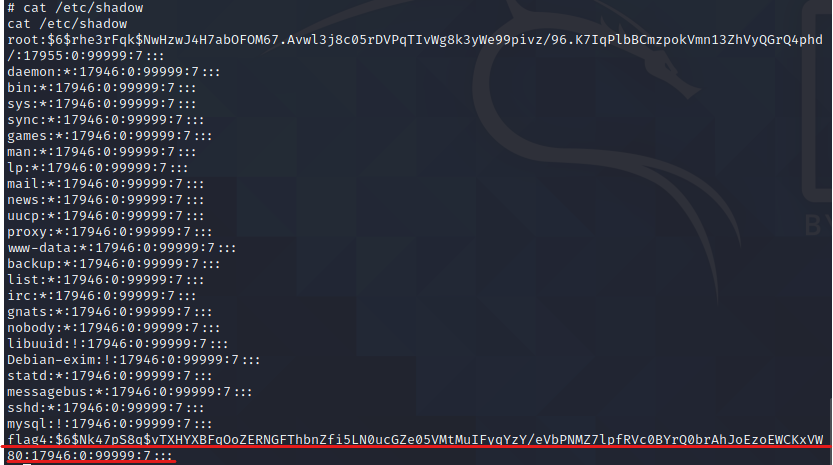 # cat /etc/shadow
cat /etc/shadow
root:$6$rhe3rFqk$NwHzwJ4H7abOFOM67.Avwl3j8c05rDVPqTIvWg8k3yWe99pivz/96.K7IqPlbBCmzpokVmn13ZhVyQGrQ4phd
/:17955:0:99999:7:::
daemon:*:17946:0:99999:7:::
bin:*:17946:0:99999:7:::
sys:*:17946:0:99999:7:::
sync:*:17946:0:99999:7:::
games:*:17946:0:99999:7:::
man:*:17946:0:99999:7:::
lp:*:17946:0:99999:7:::
mail:*:17946:0:99999:7:::
news:*:17946:0:99999:7:::
uucp:*:17946:0:99999:7:::
proxy:*:17946:0:99999:7:::
www-data:*:17946:0:99999:7:::
backup:*:17946:0:99999:7:::
list:*:17946:0:99999:7:::
irc:*:17946:0:99999:7:::
gnats:*:17946:0:99999:7:::
nobody:*:17946:0:99999:7:::
libuuid:!:17946:0:99999:7:::
Debian-exim:!:17946:0:99999:7:::
statd:*:17946:0:99999:7:::
messagebus:*:17946:0:99999:7:::
sshd:*:17946:0:99999:7:::
mysql:!:17946:0:99999:7:::
flag4:$6$Nk47pS8q$vTXHYXBFqOoZERNGFThbnZfi5LN0ucGZe05VMtMuIFyqYzY/eVbPNMZ7lpfRVc0BYrQ0brAhJoEzoEWCKxVW
80:17946:0:99999:7:::